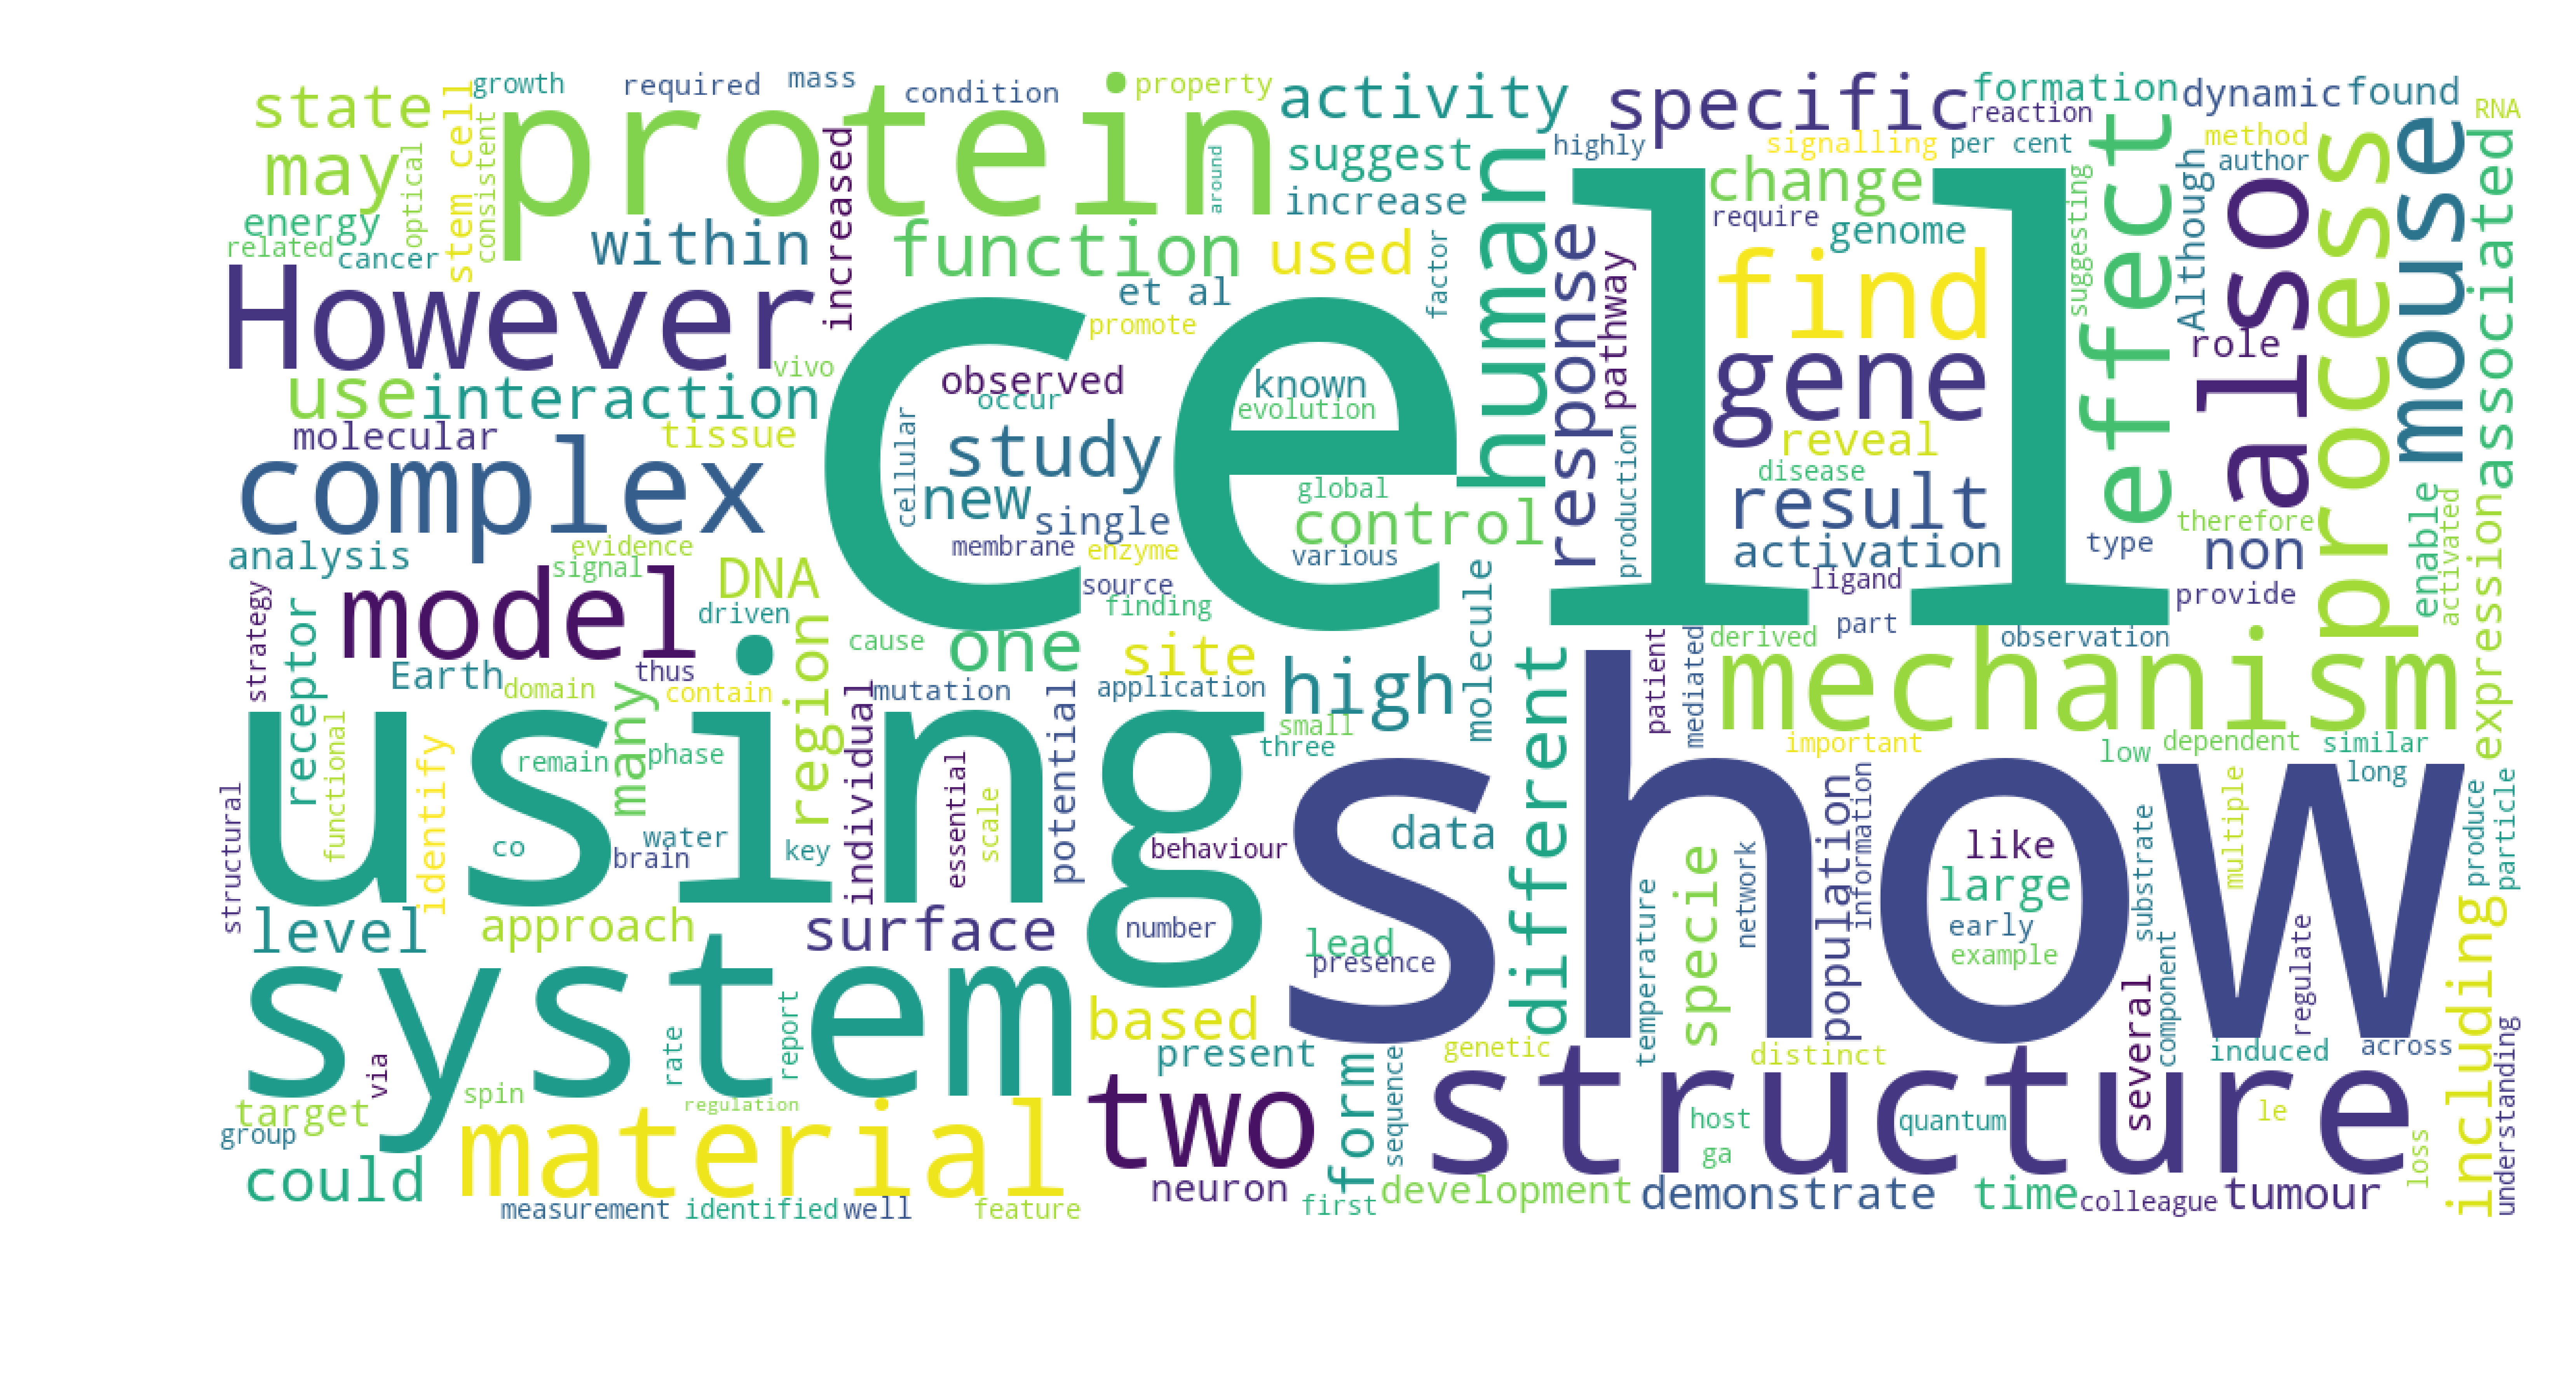 growth
required
mass
condition
property
activity
specific
formation
dynamic
found
RNA
state
stem cell
consistent
protein
increased
around
suggest
highly
signalling
per cent
reaction
method
author
may
optical
energy
related
cancer
within
function
used
increase
factor
human
response
pathway
change
require
genome
suggesting
effect
Although
also
process
mouse
associated
However
et al
promote
find
role
vivo
use
interaction
observed
occur
known
evolution
cell
gene
molecular
tissue
cellular
study
reveal
disease
complex
new
single
global
control
production
result
therefore
enable
activated
expression
analysis
evidence
signal
DNA
membrane
enzyme
various
activation
type
non
source
finding
ligand
provide
strategy
receptor
model
driven
region
cause
one
site
molecule
derived
part
observation
patient
mediated
Earth
thus
domain
contain
mutation
application
high
different
mechanism
functional
many
individual
potential
small
three
important
low
dependent
similar
long
using
remain
phase
identify
essential
scale
structural
water
brain
co
key
behaviour
data
show
population
information
like
large
early
example
multiple
produce
particle
substrate
level
approach
surface
number
lead
presence
temperature
specie
network
including
component
several
regulate
system
based
present
genetic
distinct
induced
across
understanding
via
spin
rate
report
regulation
target
group
material
two
form
sequence
structure
host
ga
quantum
le
loss
could
measurement
identified
well
feature
neuron
first
development
demonstrate
time
colleague
tumour